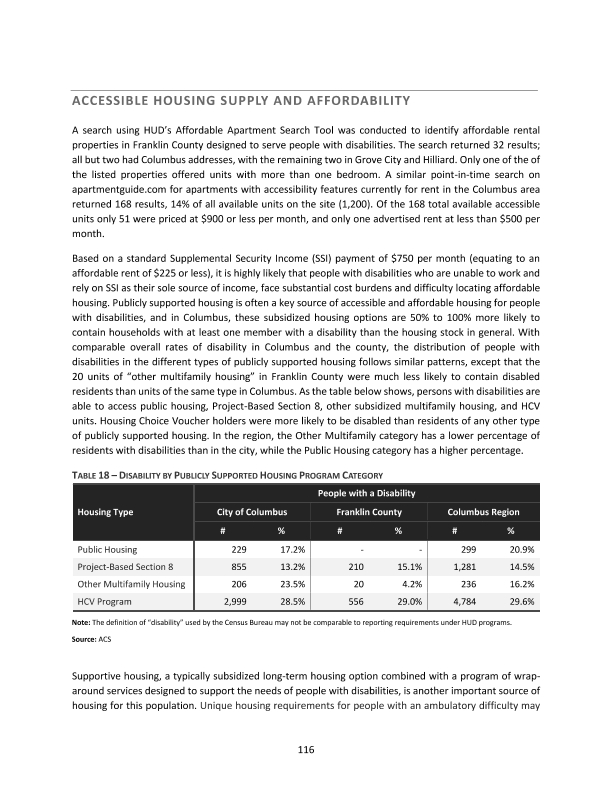 ACCESSIBLE HOUSING SUPPLY AND AFFORDABILITY
A search using HUD's Affordable Apartment Search Tool was conducted to identify affordable rental
properties in Franklin County designed to serve people with disabilities. The search returned 32 results;
all but two had Columbus addresses, with the remaining two in Grove City and Hilliard. Only one of the of
the listed properties offered units with more than one bedroom. A similar point-in-time search on
apartmentguide.com for apartments with accessibility features currently for rent in the Columbus area
returned 168 results, 14% of all available units on the site (1,200). Of the 168 total available accessible
units only 51 were priced at $900 or less per month, and only one advertised rent at less than $500 per
month.
Based on a standard Supplemental Security Income (SSI) payment of $750 per month (equating to an
affordable rent of $225 or less), it is highly likely that people with disabilities who are unable to work and
rely on SSI as their sole source of income, face substantial cost burdens and difficulty locating affordable
housing. Publicly supported housing is often a key source of accessible and affordable housing for people
with disabilities, and in Columbus, these subsidized housing options are 50% to 100% more likely to
contain households with at least one member with a disability than the housing stock in general. With
comparable overall rates of disability in Columbus and the county, the distribution of people with
disabilities in the different types of publicly supported housing follows similar patterns, except that the
20 units of "other multifamily housing" in Franklin County were much less likely to contain disabled
residents than units of the same type in Columbus. As the table below shows, persons with disabilities are
able to access public housing, Project-Based Section 8, other subsidized multifamily housing, and HCV
units. Housing Choice Voucher holders were more likely to be disabled than residents of any other type
of publicly supported housing. In the region, the Other Multifamily category has a lower percentage of
residents with disabilities than in the city, while the Public Housing category has a higher percentage.
TABLE 18 – DISABILITY BY PUBLICLY SUPPORTED HOUSING PROGRAM CATEGORY
People with a Disability
Housing Type City of Columbus Franklin County Columbus Region
# % # % # %
Public Housing 229 17.2% - - 299 20.9%
Project-Based Section 8 855 13.2% 210 15.1% 1,281 14.5%
Other Multifamily Housing 206 23.5% 20 4.2% 236 16.2%
HCV Program 2,999 28.5% 556 29.0% 4,784 29.6%
Note: The definition of "disability" used by the Census Bureau may not be comparable to reporting requirements under HUD programs.
Source: ACS
Supportive housing, a typically subsidized long-term housing option combined with a program of wrap-
around services designed to support the needs of people with disabilities, is another important source of
housing for this population. Unique housing requirements for people with an ambulatory difficulty may
116